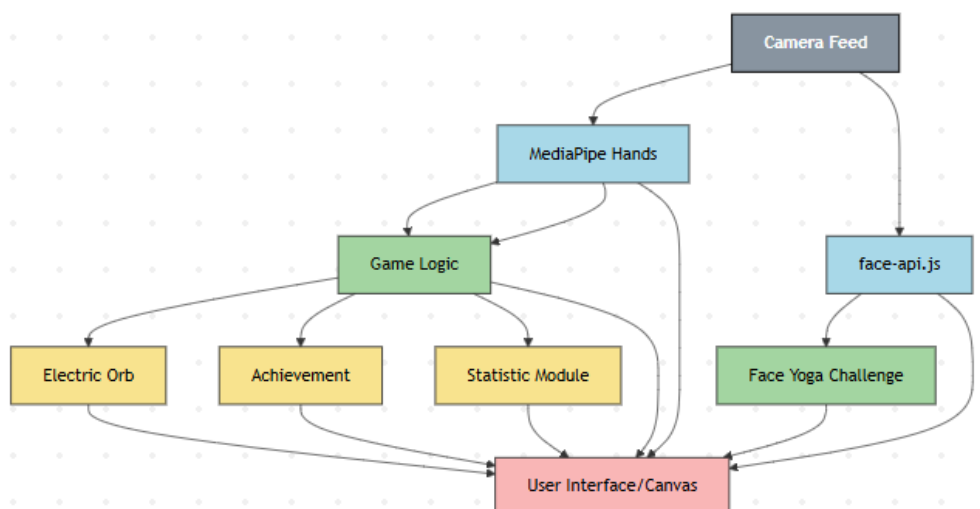 Camera Feed
MediaPipe Hands
Game Logic
face-api.js
Electric Orb
Achievement
Statistic Module
Face Yoga Challenge
User Interface/Canvas